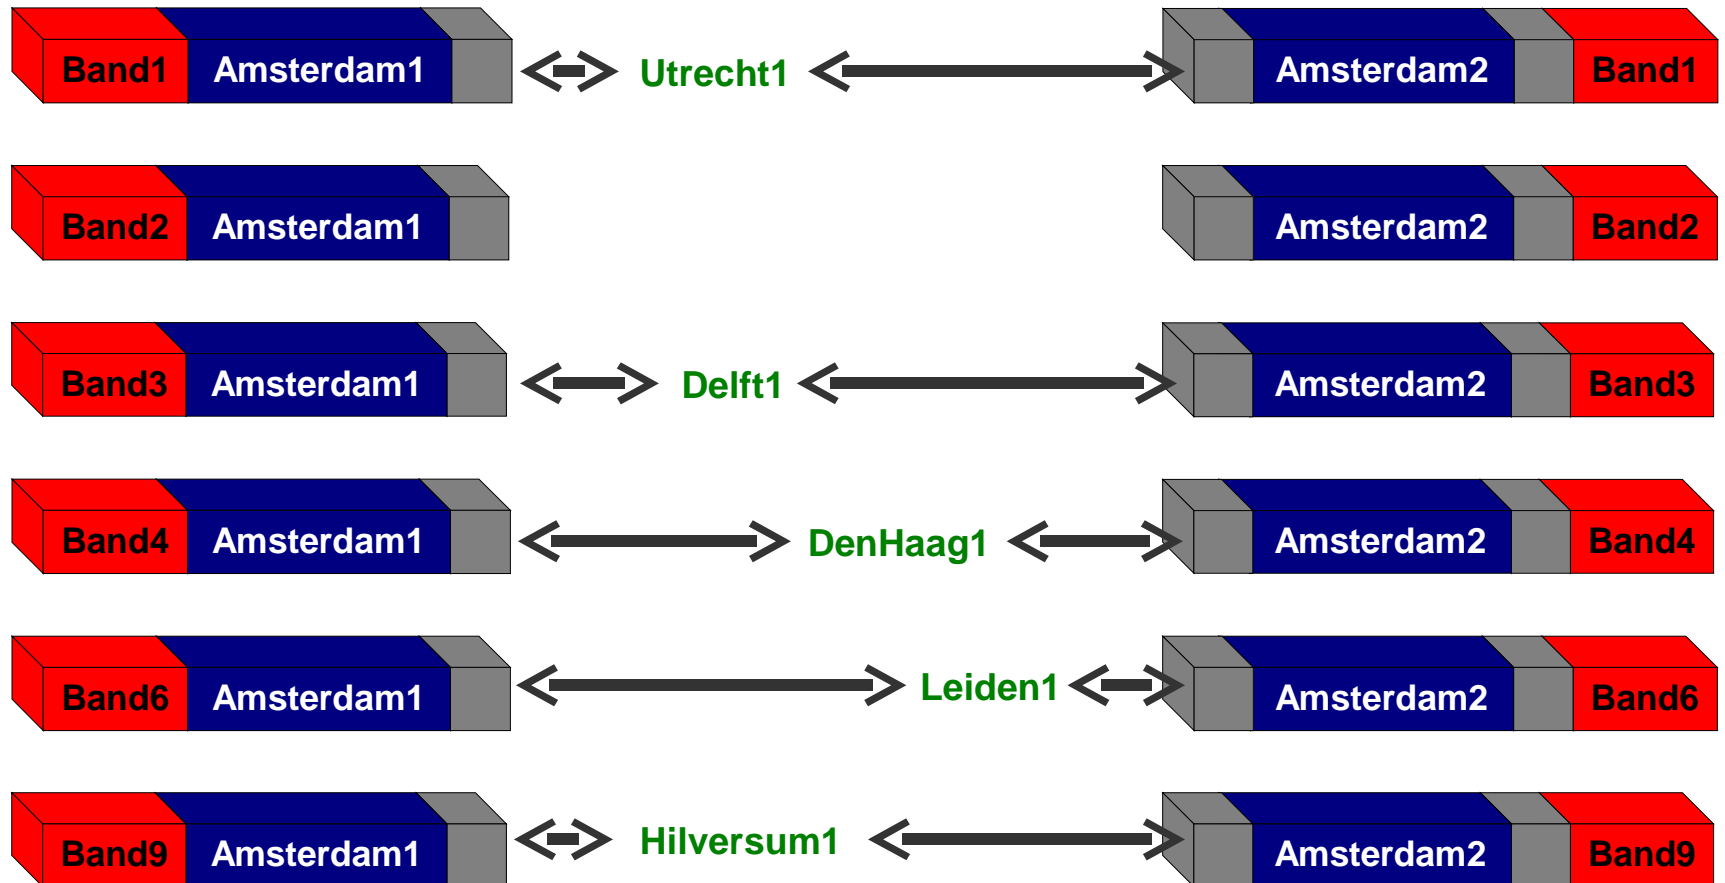 Band1 Amsterdam1 Utrecht1 Amsterdam2 Band1
Band2 Amsterdam1 Amsterdam2 Band2
Band3 Amsterdam1 Delft1 Amsterdam2 Band3
Band4 Amsterdam1 DenHaag1 Amsterdam2 Band4
Band6 Amsterdam1 Leiden1 Amsterdam2 Band6
Band9 Amsterdam1 Hilversum1 Amsterdam2 Band9